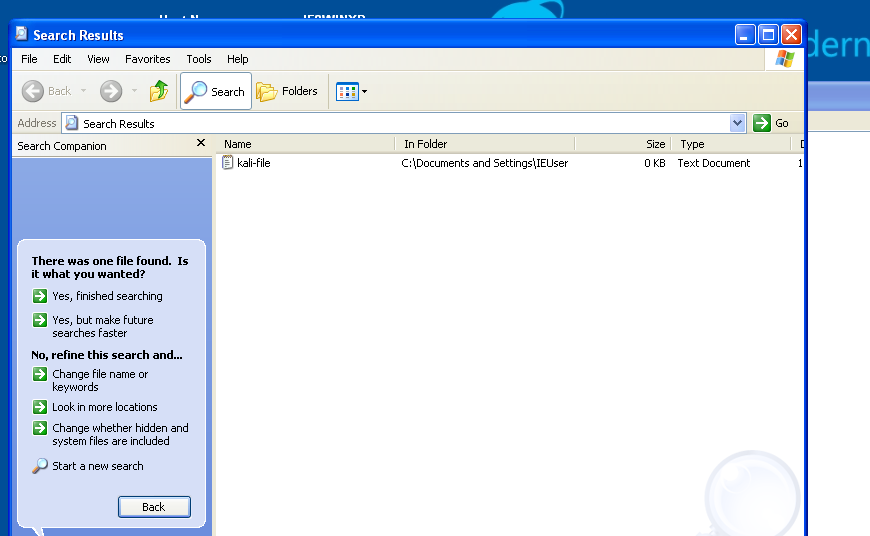 Search Results
File Edit View Favorites Tools Help
Back Search Folders
Address Search Results Go
Search Companion
Name In Folder Size Type
kali-file C:\Documents and Settings\IEUser 0 KB Text Document 1
There was one file found. Is
it what you wanted?
Yes, finished searching
Yes, but make future
searches faster
No, refine this search and...
Change file name or
keywords
Look in more locations
Change whether hidden and
system files are included
Start a new search
Back
dern